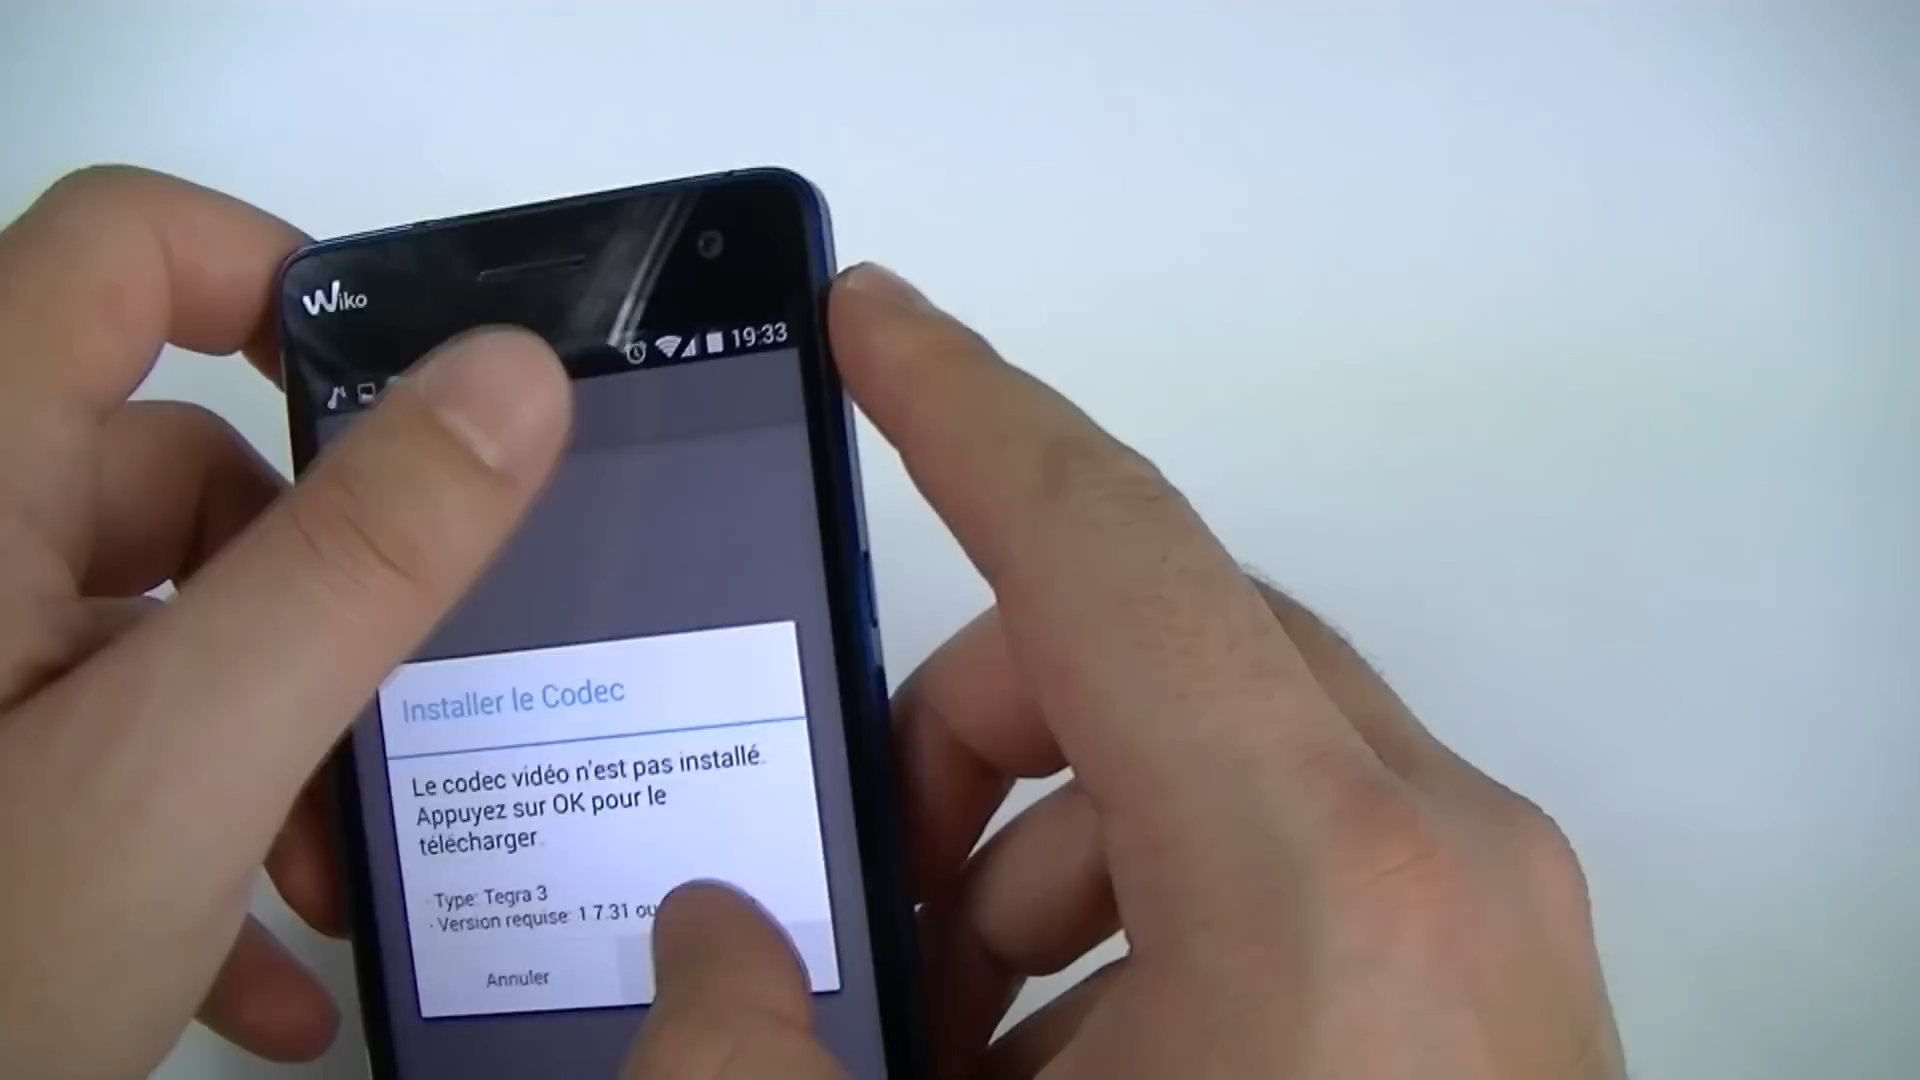 Wiko
19:33
Installer le Codec
Le codec vidéo n'est pas installé.
Appuyez sur OK pour le
télécharger.
· Type: Tegra 3
· Version requise: 1.7.31 ou
Annuler